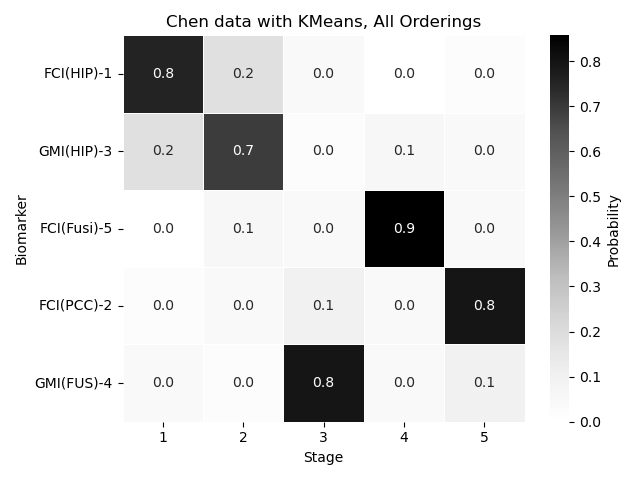 Chen data with KMeans, All Orderings
FCI(HIP)-1 0.8 0.2 0.0 0.0 0.0
GMI(HIP)-3 0.2 0.7 0.0 0.1 0.0
FCI(Fusi)-5 0.0 0.1 0.0 0.9 0.0
FCI(PCC)-2 0.0 0.0 0.1 0.0 0.8
GMI(FUS)-4 0.0 0.0 0.8 0.0 0.1
1 2 3 4 5
Stage
Biomarker
0.8
0.7
0.6
0.5
0.4
0.3
0.2
0.1
0.0
Probability